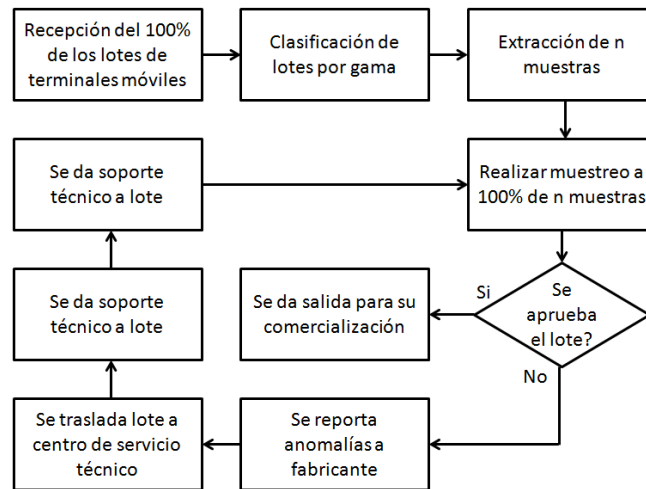 Recepción del 100%
de los lotes de
terminales móviles
Clasificación de
lotes por gama
Extracción de n
muestras
Se da soporte
técnico a lote
Realizar muestreo a
100% de n muestras
Se da soporte
técnico a lote
Se da salida para su
comercialización
Si
Se
aprueba
el lote?
No
Se traslada lote a
centro de servicio
técnico
Se reporta
anomalías a
fabricante